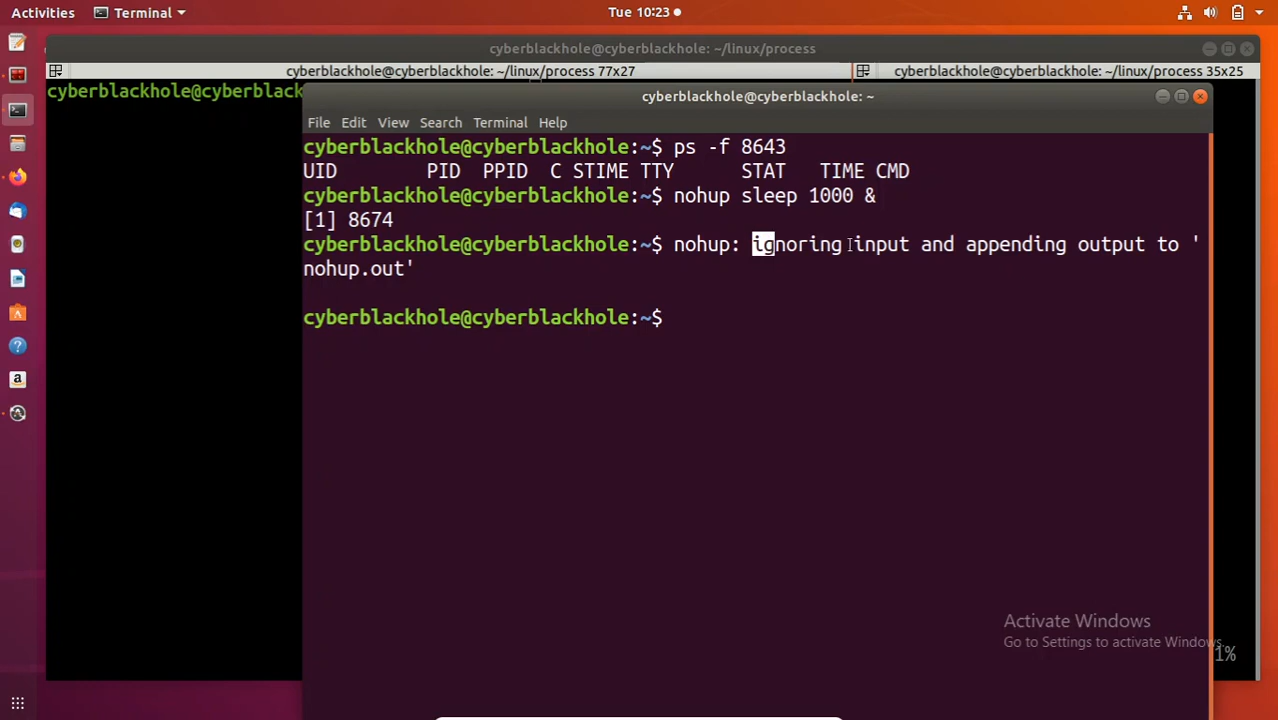 Activities Terminal Tue 10:23
cyberblackhole@cyberblackhole: ~/linux/process
cyberblackhole@cyberblackhole: ~/linux/process 77x27 cyberblackhole@cyberblackhole: ~/linux/process 35x25
cyberblackhole@cyberblack
cyberblackhole@cyberblackhole: ~
File Edit View Search Terminal Help
cyberblackhole@cyberblackhole:~$ ps -f 8643
UID PID PPID C STIME TTY STAT TIME CMD
cyberblackhole@cyberblackhole:~$ nohup sleep 1000 &
[1] 8674
cyberblackhole@cyberblackhole:~$ nohup: ignoring input and appending output to '
nohup.out'
cyberblackhole@cyberblackhole:~$
Activate Windows
Go to Settings to activate Windows.
1%